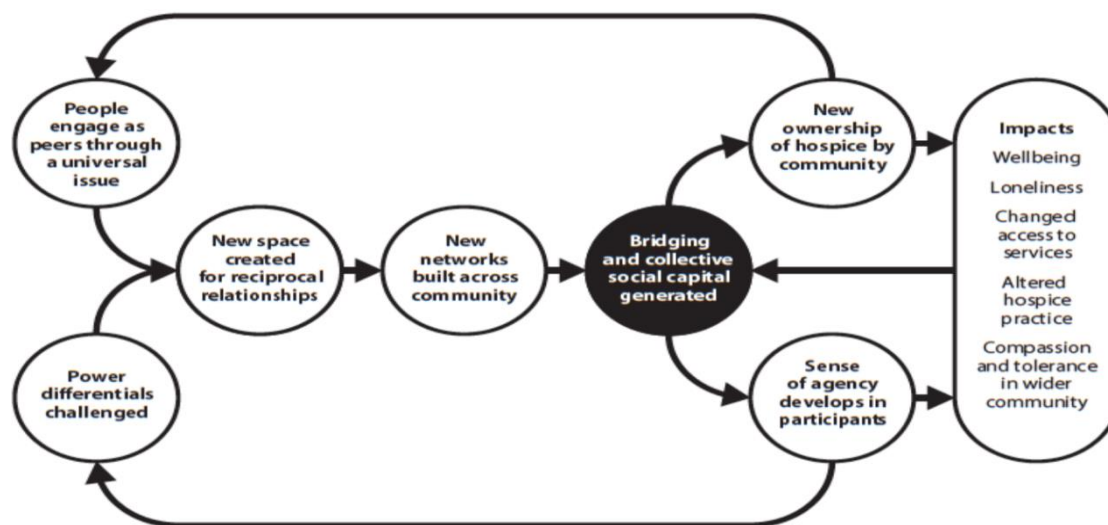 People
engage as
peers through
a universal
issue
Power
differentials
challenged
New space
created
for reciprocal
relationships
New
networks
built across
community
Bridging
and collective
social capital
generated
New
ownership
of hospice by
community
Sense
of agency
develops in
participants
Impacts
Wellbeing
Loneliness
Changed
access to
services
Altered
hospice
practice
Compassion
and tolerance
in wider
community